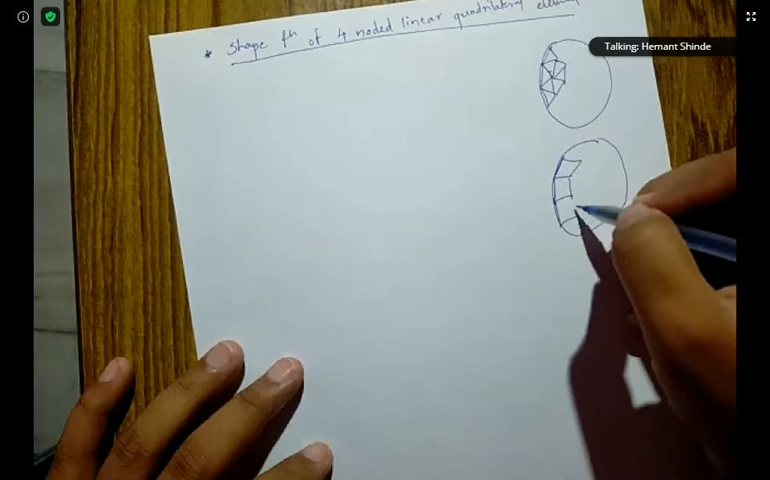 Talking: Hemant Shinde
* Shape fn of 4 noded linear quadrilateral